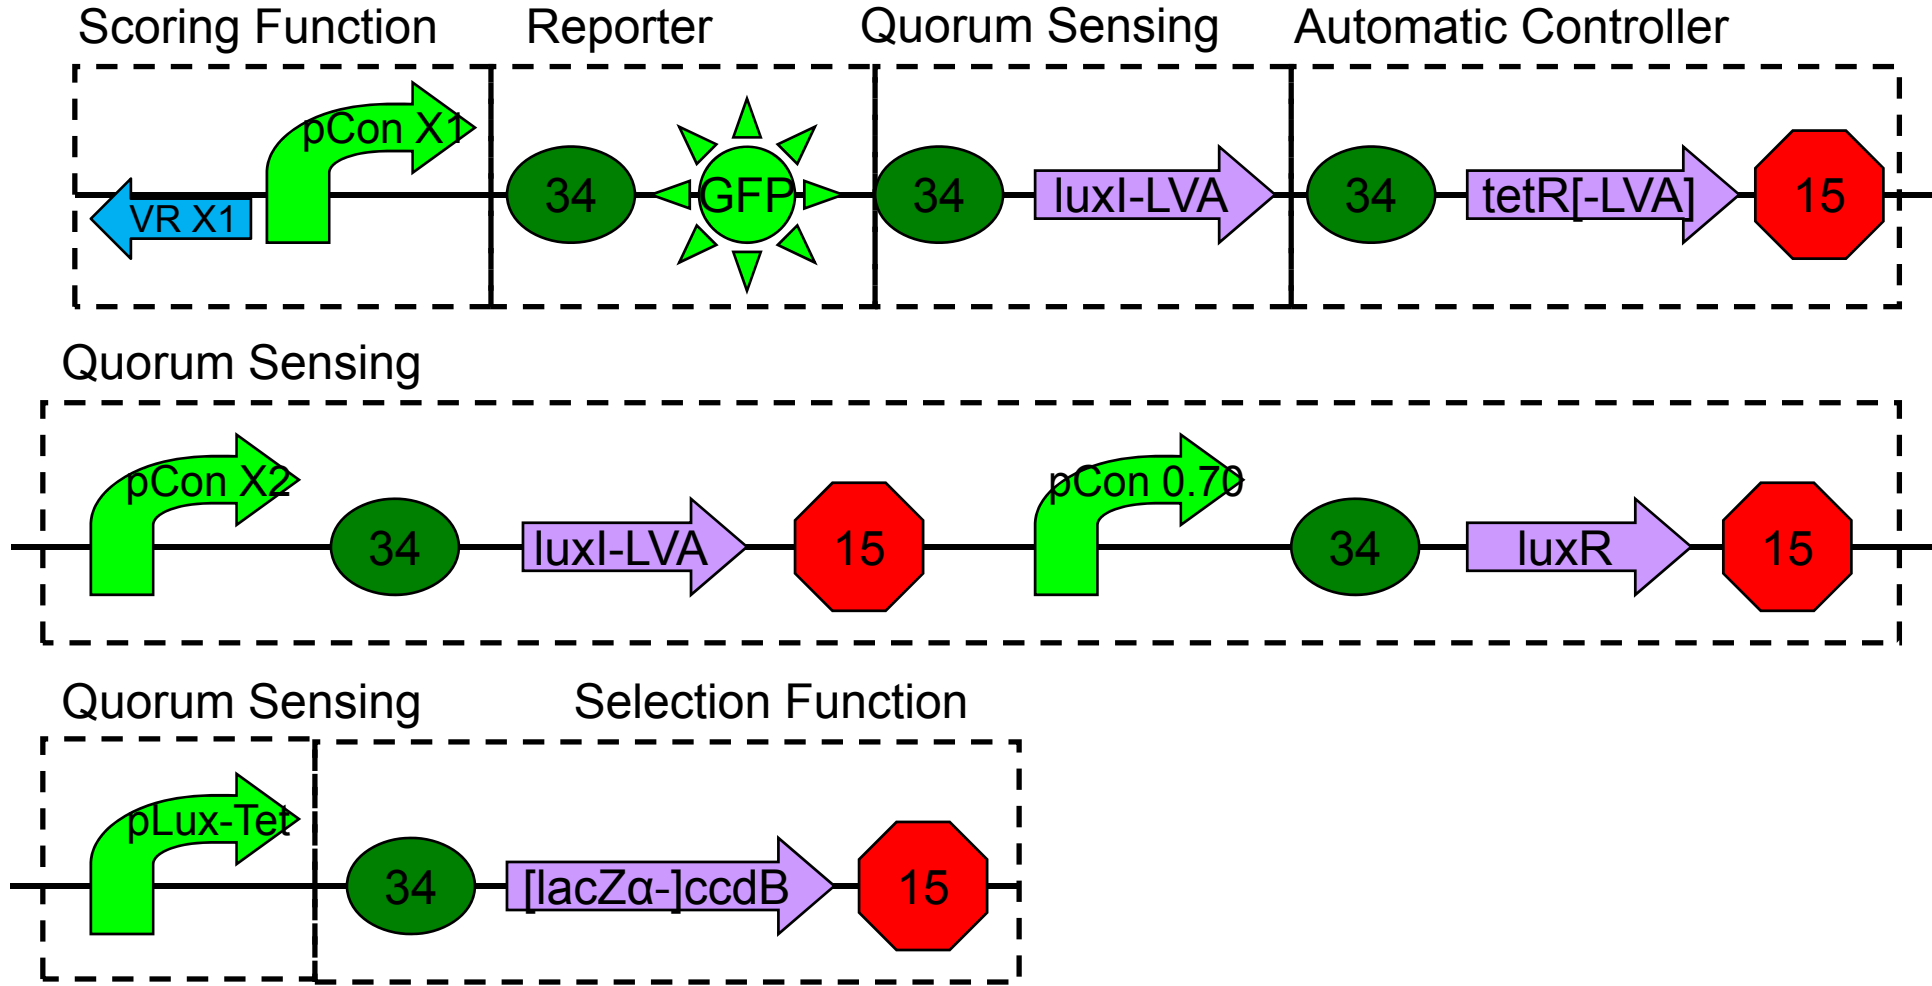 Scoring Function Reporter Quorum Sensing Automatic Controller
pCon X1
VR X1 34 GFP 34 luxI-LVA 34 tetR[-LVA] 15
Quorum Sensing
pCon X2 pCon 0.70
34 luxI-LVA 15 34 luxR 15
Quorum Sensing Selection Function
pLux-Tet
34 [lacZα-]ccdB 15